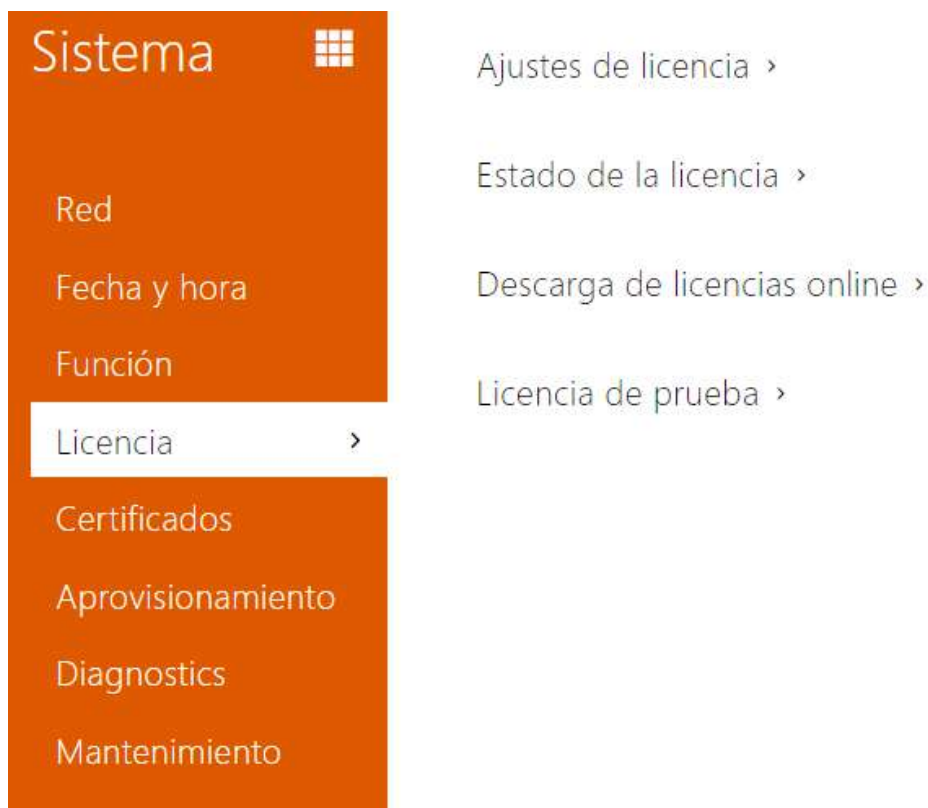 Sistema
Red
Fecha y hora
Función
Licencia
Certificados
Aprovisionamiento
Diagnostics
Mantenimiento
Ajustes de licencia
Estado de la licencia
Descarga de licencias online
Licencia de prueba